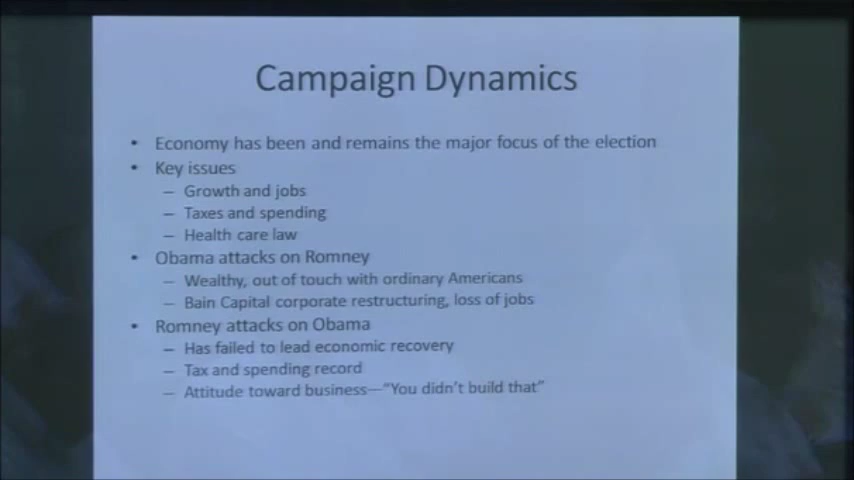 Campaign Dynamics
• Economy has been and remains the major focus of the election
• Key issues
– Growth and jobs
– Taxes and spending
– Health care law
• Obama attacks on Romney
– Wealthy, out of touch with ordinary Americans
– Bain Capital corporate restructuring, loss of jobs
• Romney attacks on Obama
– Has failed to lead economic recovery
– Tax and spending record
– Attitude toward business—“You didn’t build that”